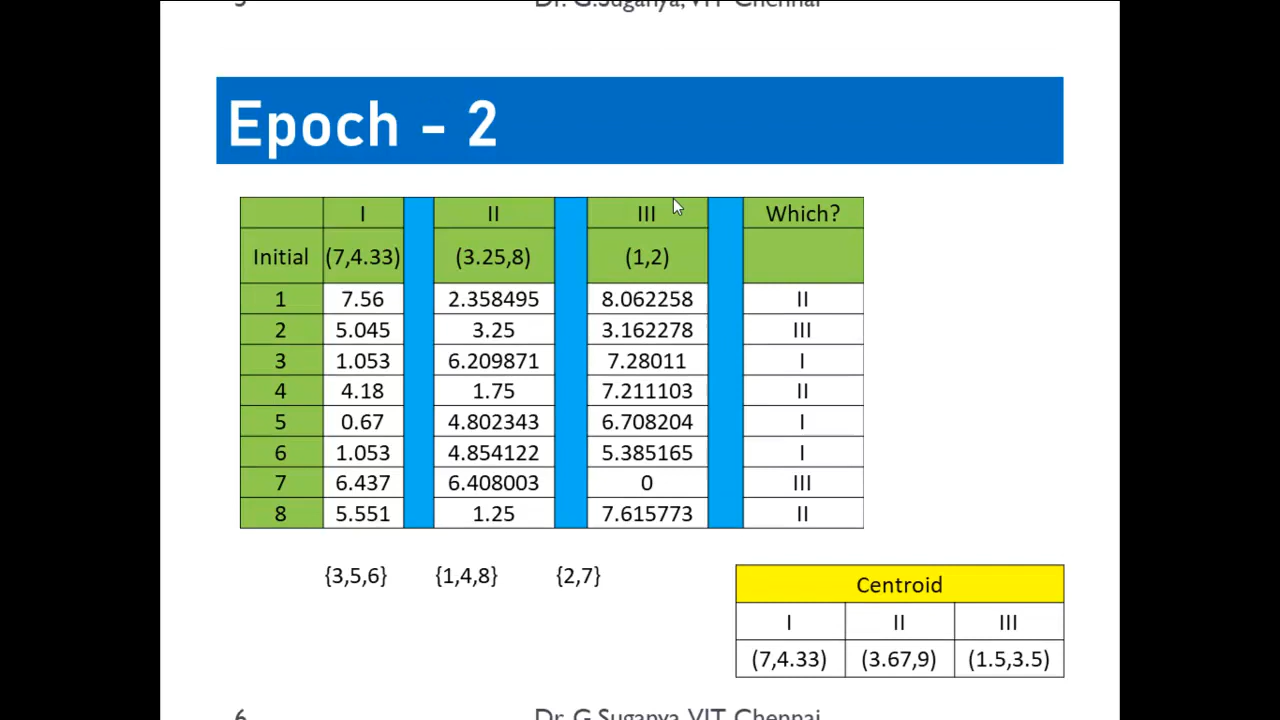 Dr. G.Suganya, VIT Chennai
Epoch - 2
I II III Which?
Initial (7,4.33) (3.25,8) (1,2)
1 7.56 2.358495 8.062258 II
2 5.045 3.25 3.162278 III
3 1.053 6.209871 7.28011 I
4 4.18 1.75 7.211103 II
5 0.67 4.802343 6.708204 I
6 1.053 4.854122 5.385165 I
7 6.437 6.408003 0 III
8 5.551 1.25 7.615773 II
{3,5,6} {1,4,8} {2,7}
Centroid
I II III
(7,4.33) (3.67,9) (1.5,3.5)
6 Dr. G.Suganya, VIT Chennai